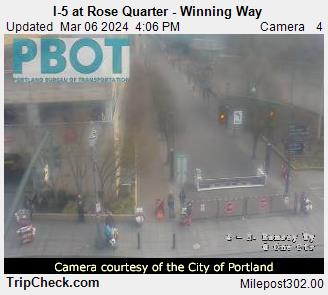 I-5 at Rose Quarter - Winning Way
Updated Mar 06 2024 4:06 PM Camera 4
PBOT
PORTLAND BUREAU OF TRANSPORTATION
Camera courtesy of the City of Portland
TripCheck.com Milepost302.00